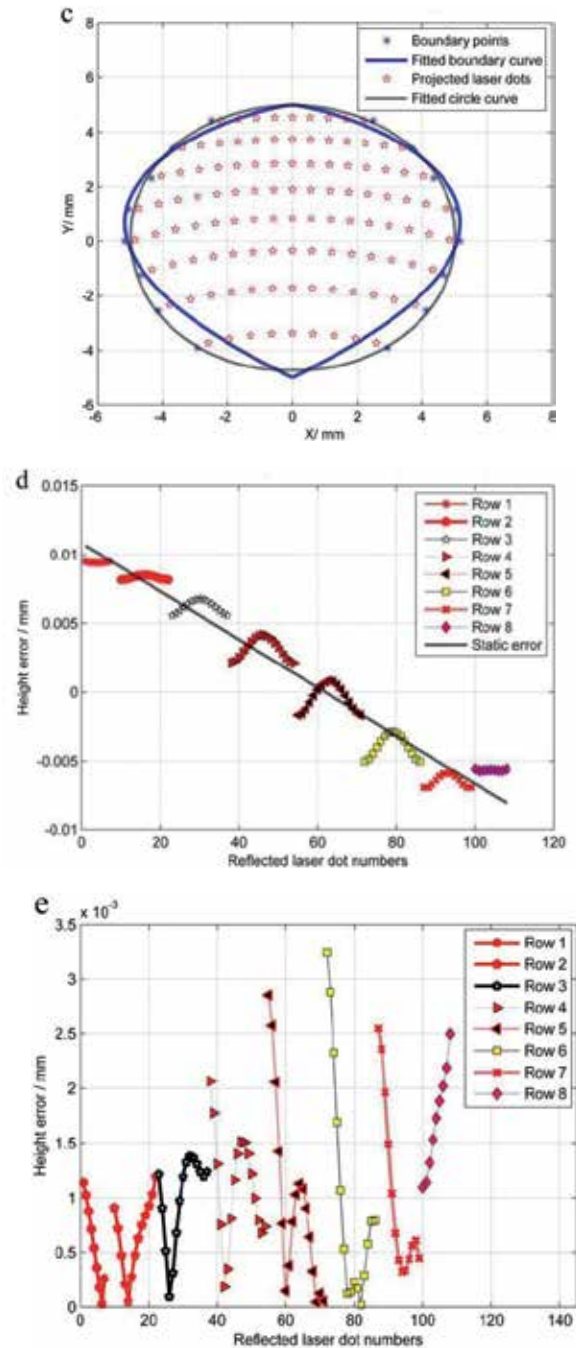 c
8
6
4
2
0
-2
-4
-6
Y/ mm
-6 -4 -2 0 2 4 6 8
X/ mm
Boundary points
Fitted boundary curve
Projected laser dots
Fitted circle curve
d
0.015
0.01
0.005
0
-0.005
-0.01
Height error / mm
0 20 40 60 80 100 120
Reflected laser dot numbers
Row 1
Row 2
Row 3
Row 4
Row 5
Row 6
Row 7
Row 8
Static error
e
x 10⁻³
3.5
3
2.5
2
1.5
1
0.5
0
Height error / mm
0 20 40 60 80 100 120 140
Reflected laser dot numbers
Row 1
Row 2
Row 3
Row 4
Row 5
Row 6
Row 7
Row 8